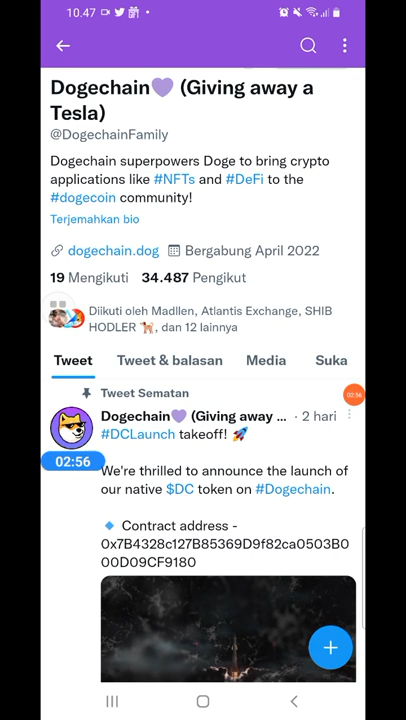 10.47
Dogechain💜 (Giving away a
Tesla)
@DogechainFamily
Dogechain superpowers Doge to bring crypto
applications like #NFTs and #DeFi to the
#dogecoin community!
Terjemahkan bio
dogechain.dog Bergabung April 2022
19 Mengikuti 34.487 Pengikut
Diikuti oleh Madllen, Atlantis Exchange, SHIB
HODLER 🐕, dan 12 lainnya
Tweet Tweet & balasan Media Suka
Tweet Sematan
02:56
Dogechain💜 (Giving away ... · 2 hari
#DCLaunch takeoff! 🚀
02:56
We're thrilled to announce the launch of
our native $DC token on #Dogechain.
🔹 Contract address -
0x7B4328c127B85369D9f82ca0503B0
00D09CF9180